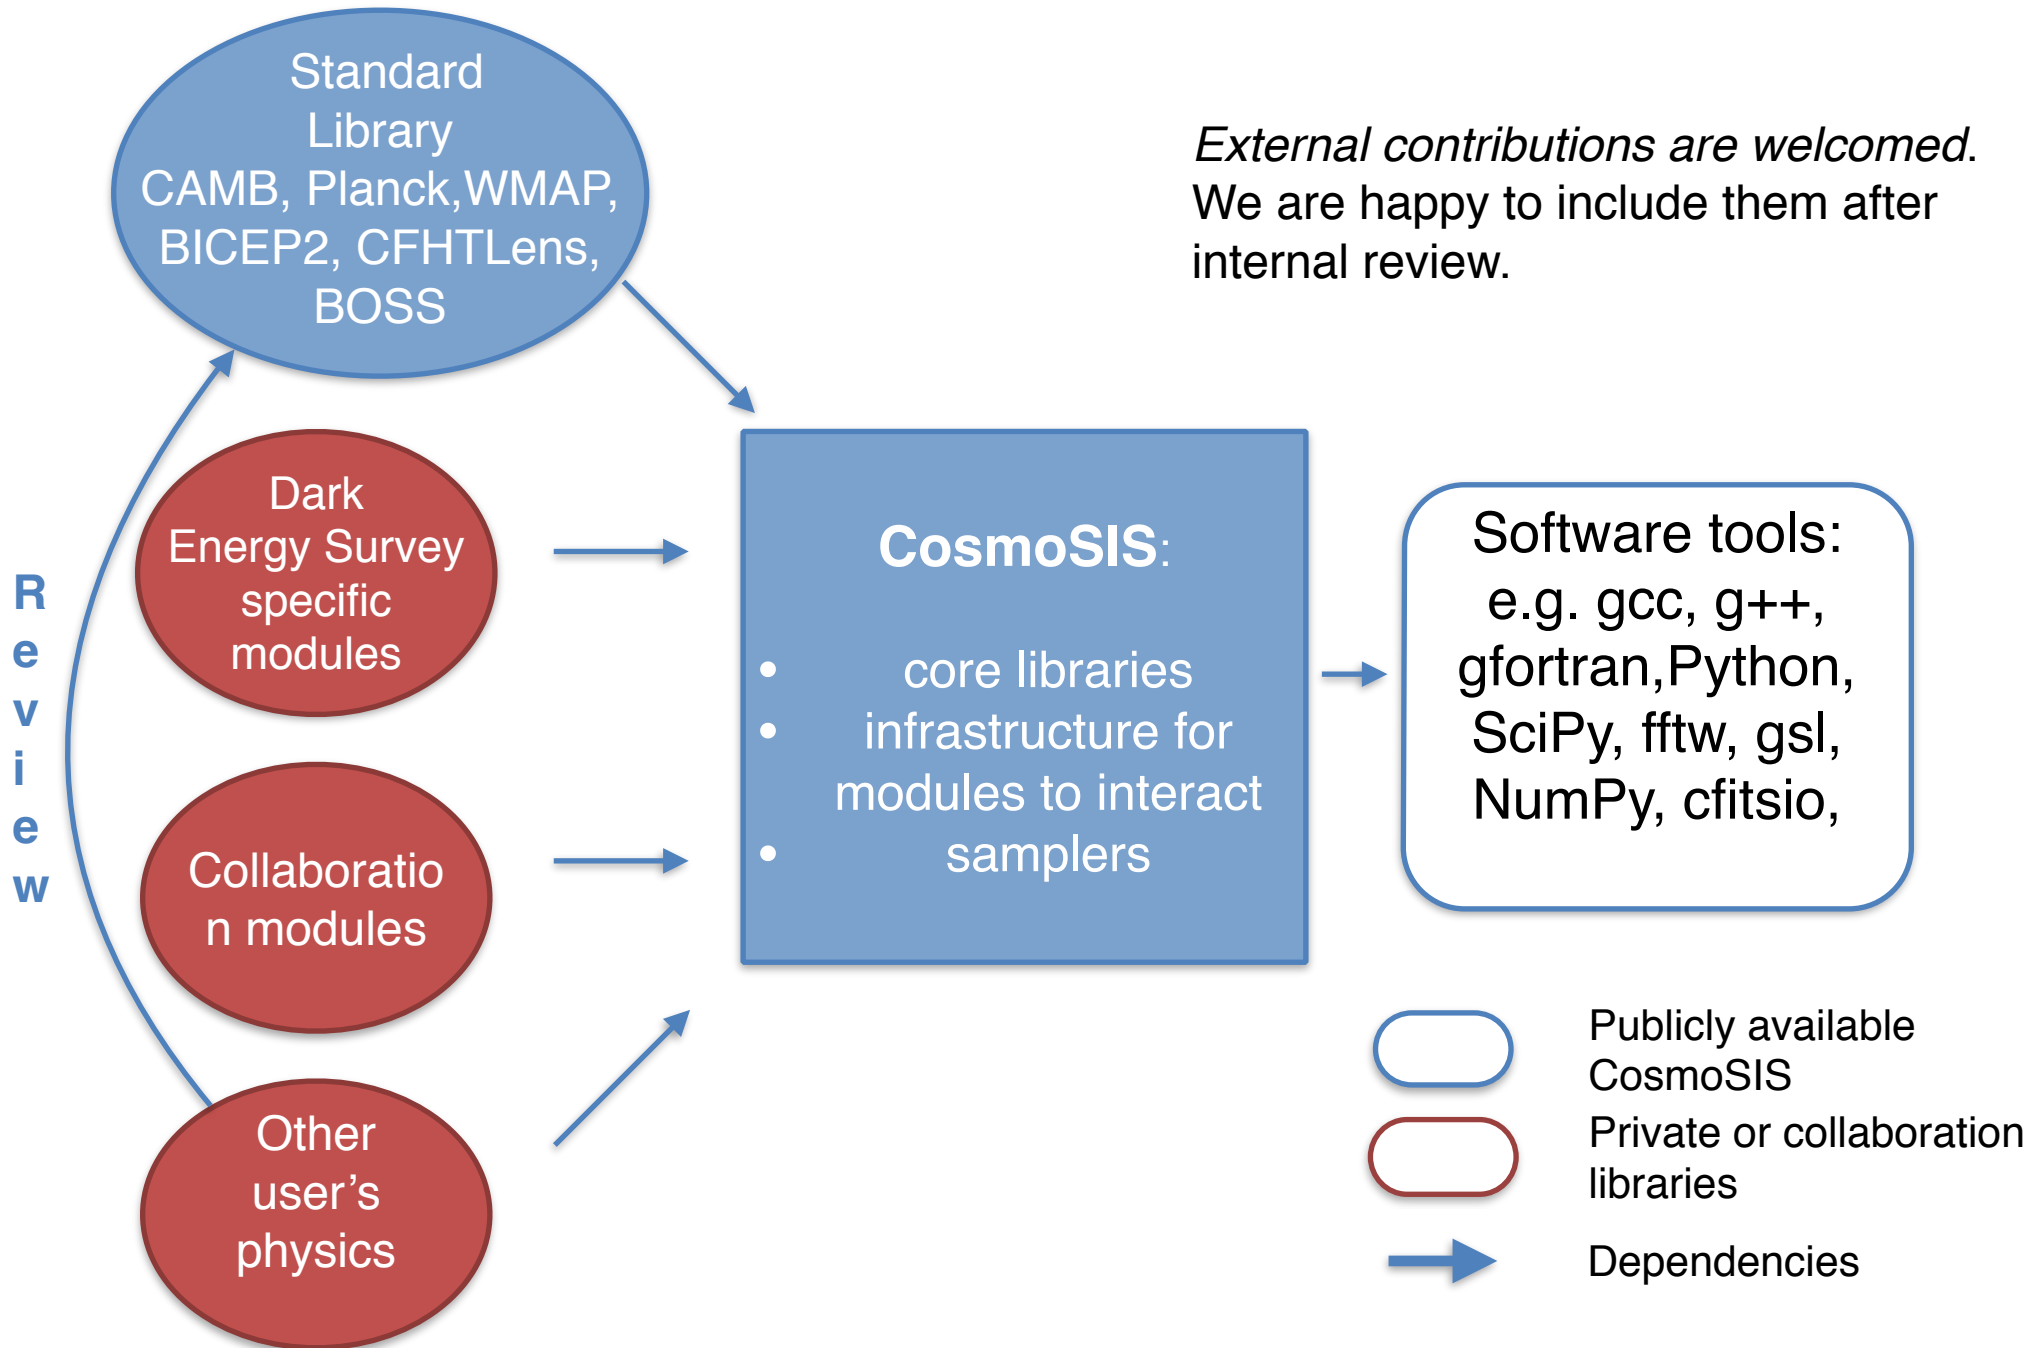 Standard
Library
CAMB, Planck,WMAP,
BICEP2, CFHTLens,
BOSS
External contributions are welcomed.
We are happy to include them after
internal review.
Dark
Energy Survey
specific
modules
Collaboratio
n modules
Other
user’s
physics
R
e
v
i
e
w
CosmoSIS:
• core libraries
• infrastructure for
modules to interact
• samplers
Software tools:
e.g. gcc, g++,
gfortran,Python,
SciPy, fftw, gsl,
NumPy, cfitsio,
Publicly available
CosmoSIS
Private or collaboration
libraries
Dependencies